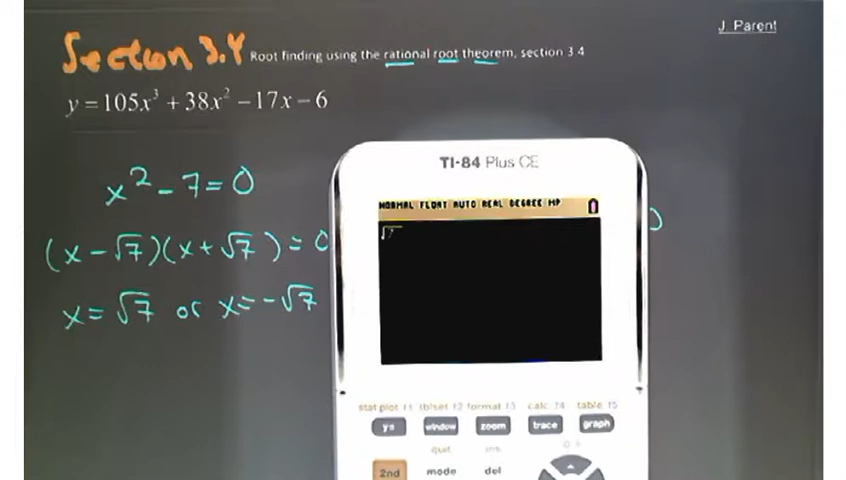 J. Parent
Section 3.4 Root finding using the rational root theorem, section 3.4
y = 105x³ + 38x² − 17x − 6
x² − 7 = 0
(x − √7)(x + √7) = 0
x = √7 or x = −√7
TI-84 Plus CE
NORMAL FLOAT AUTO REAL DEGREE MP
√7
stat plot f1 tblset f2 format f3 calc f4 table f5
y= window zoom trace graph
quit ins
2nd mode del